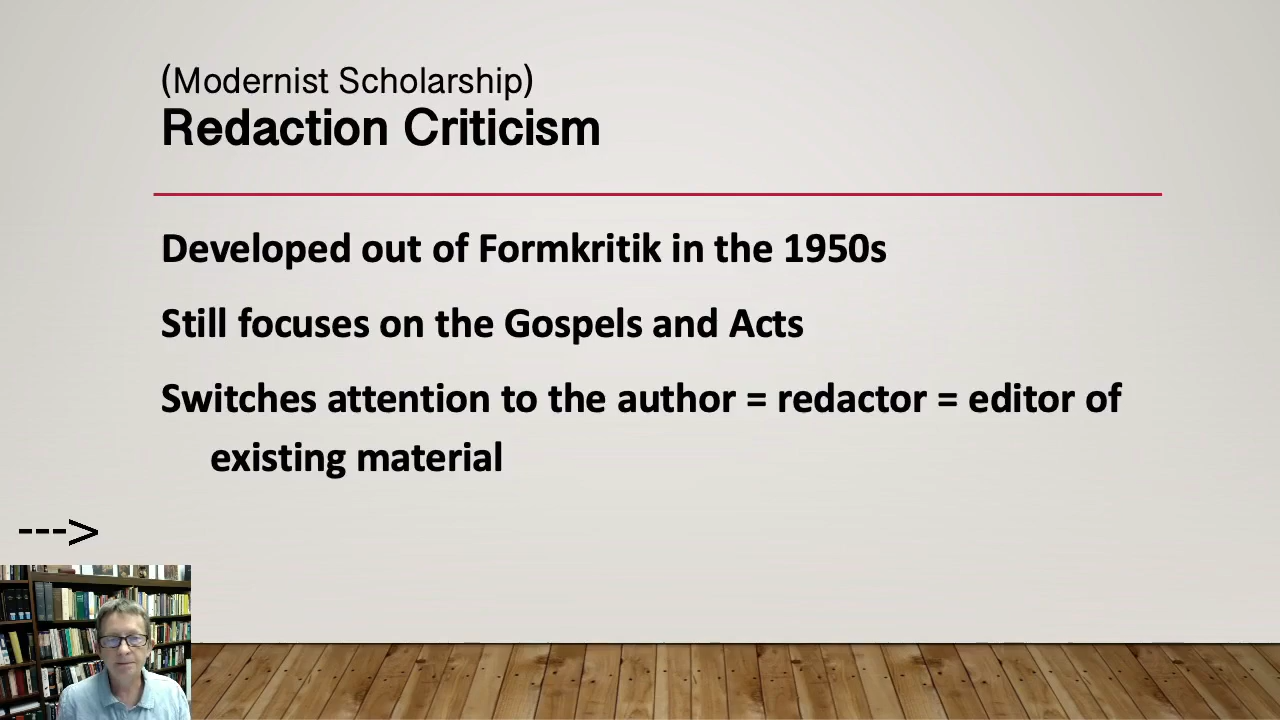 (Modernist Scholarship)
Redaction Criticism
Developed out of Formkritik in the 1950s
Still focuses on the Gospels and Acts
Switches attention to the author = redactor = editor of
existing material
--->